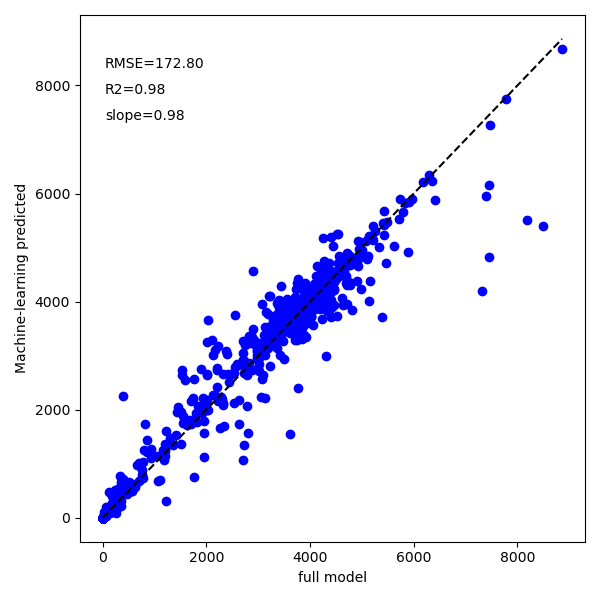 RMSE=172.80
R2=0.98
slope=0.98
Machine-learning predicted
8000
6000
4000
2000
0
0 2000 4000 6000 8000
full model